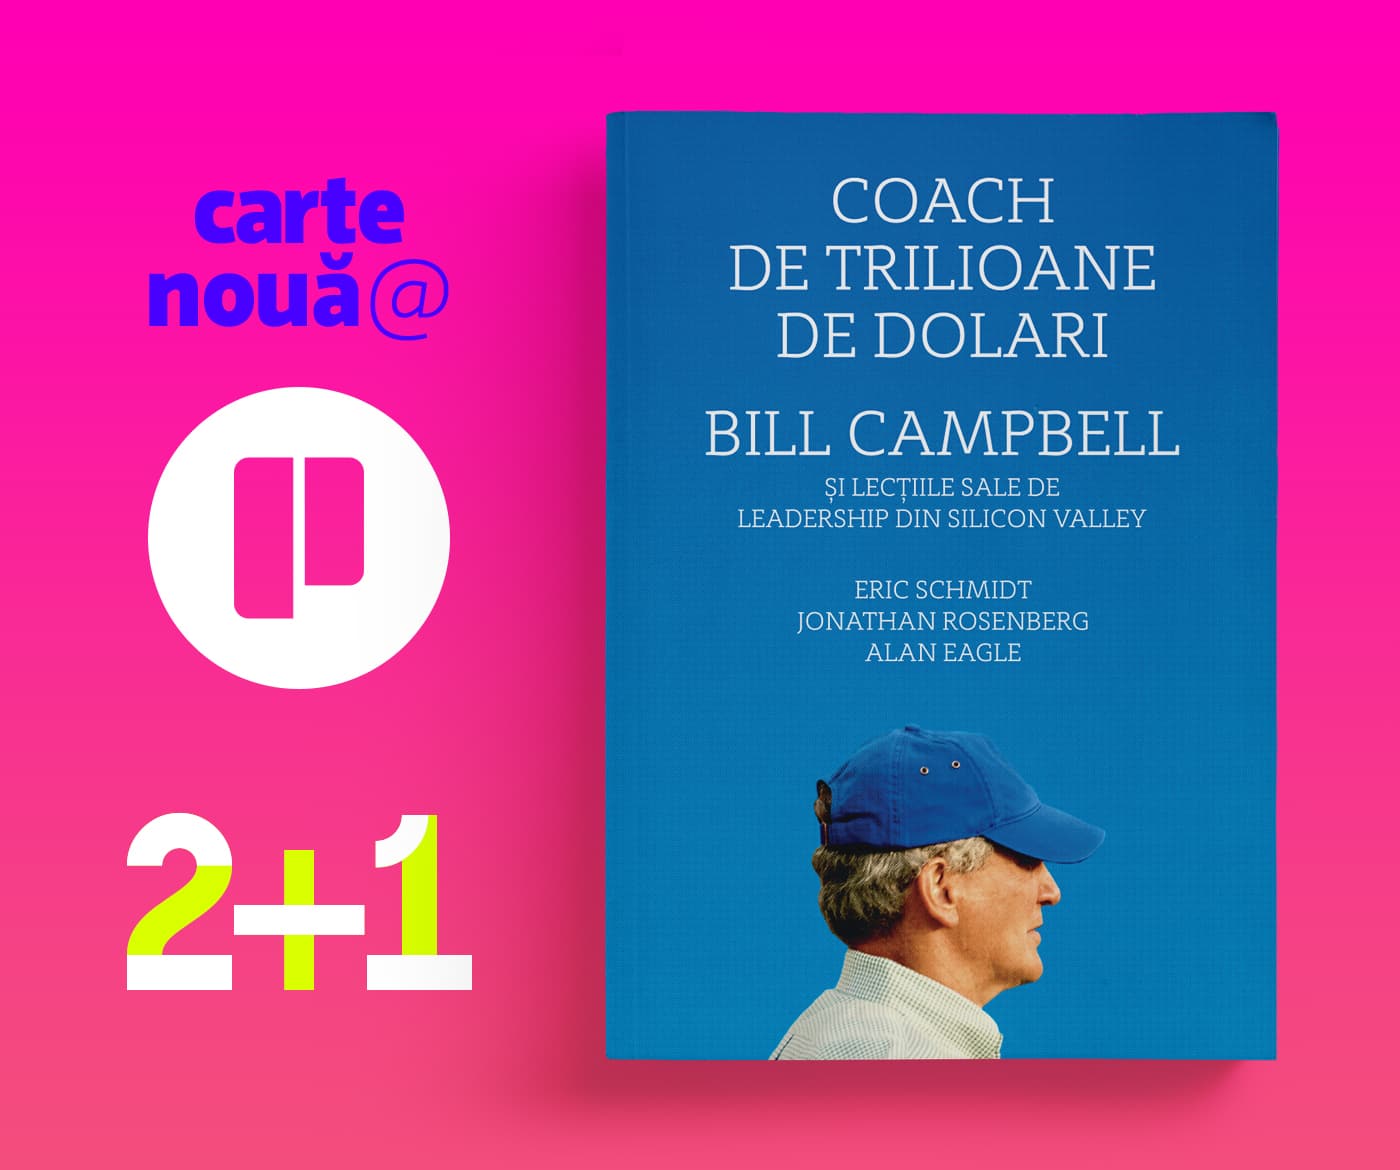 carte
nouă@
2+1
COACH
DE TRILIOANE
DE DOLARI
BILL CAMPBELL
ȘI LECȚIILE SALE DE
LEADERSHIP DIN SILICON VALLEY
ERIC SCHMIDT
JONATHAN ROSENBERG
ALAN EAGLE